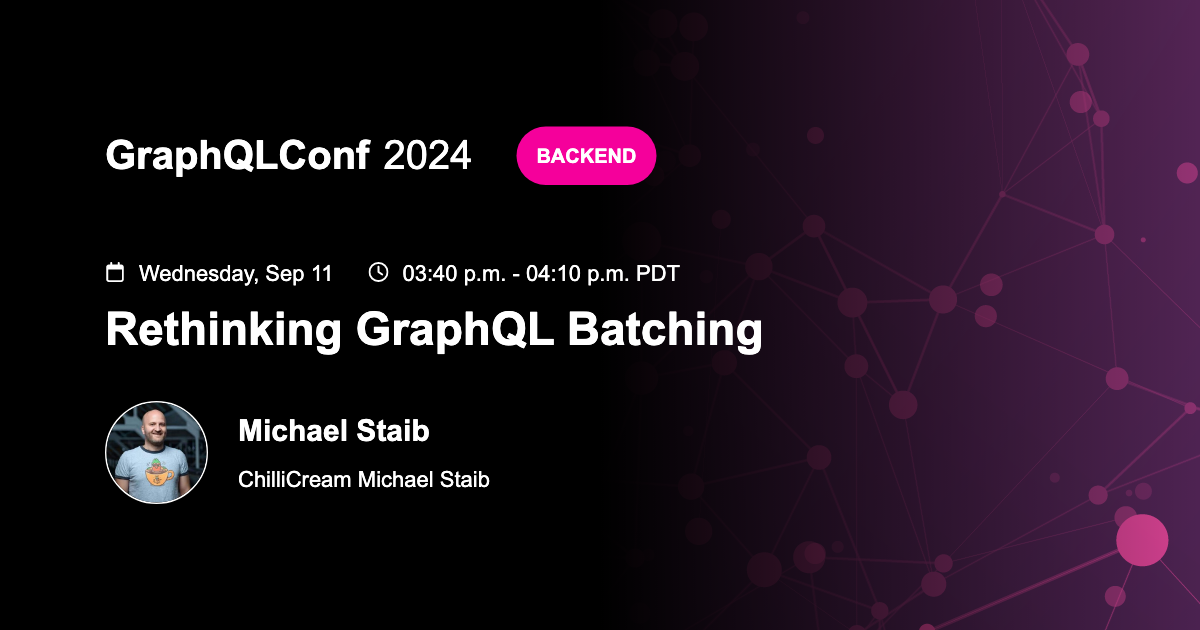 GraphQLConf 2024 BACKEND
Wednesday, Sep 11 03:40 p.m. - 04:10 p.m. PDT
Rethinking GraphQL Batching
Michael Staib
ChilliCream Michael Staib